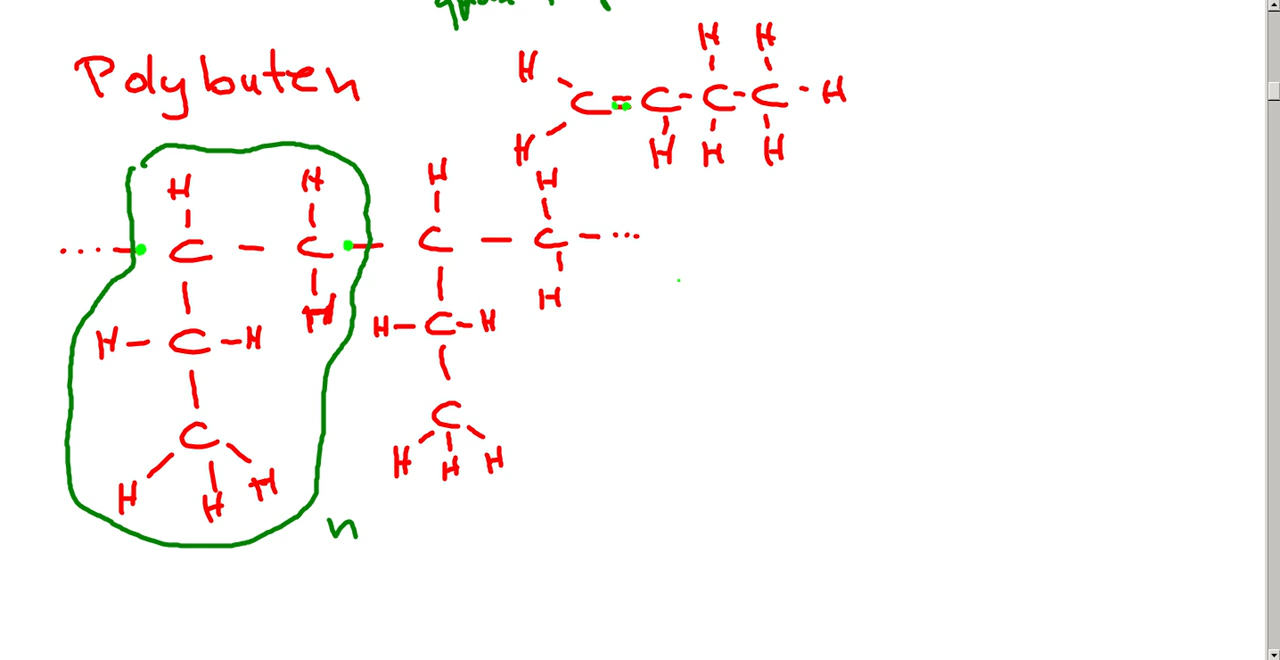 Polybuten
H H
H C = C - C - C - H
H H H H
H H H H
... - C - C - C - C - ...
H H
H - C - H H - C - H
C C
H H H H H H
n